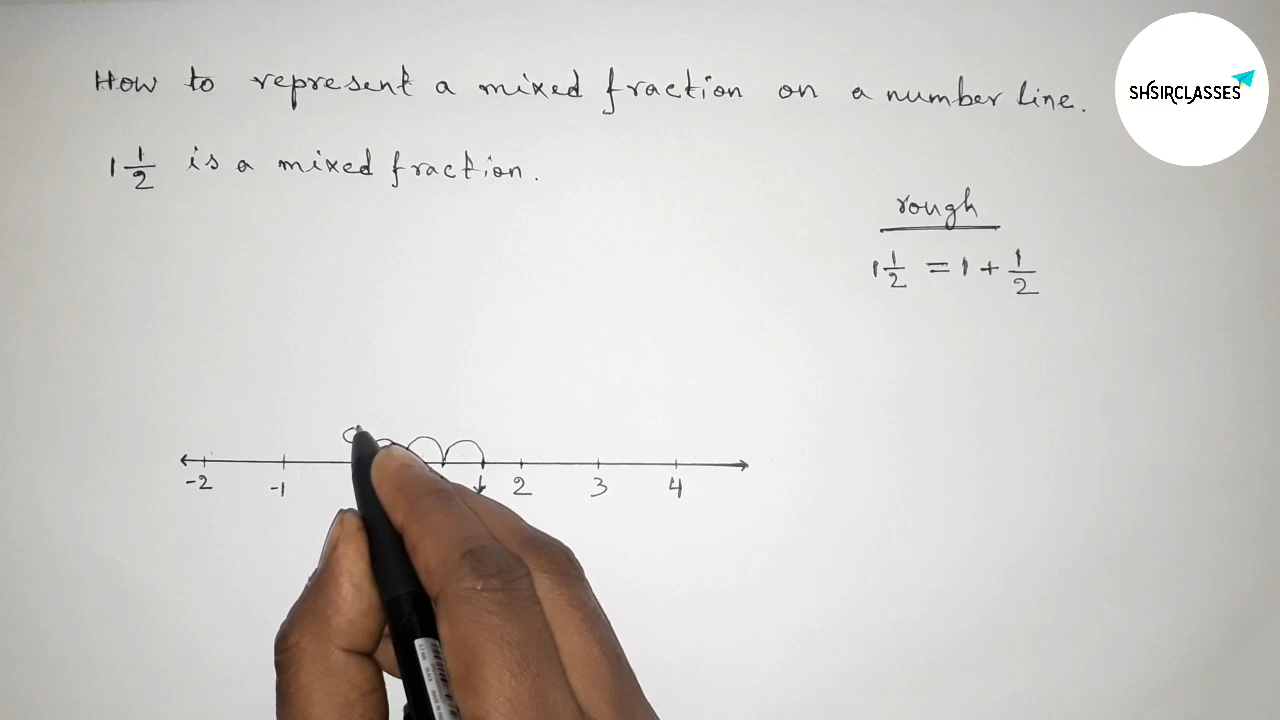 How to represent a mixed fraction on a number line.
SHSIRCLASSES
1 1/2 is a mixed fraction.
rough
1 1/2 = 1 + 1/2
-2 -1 2 3 4